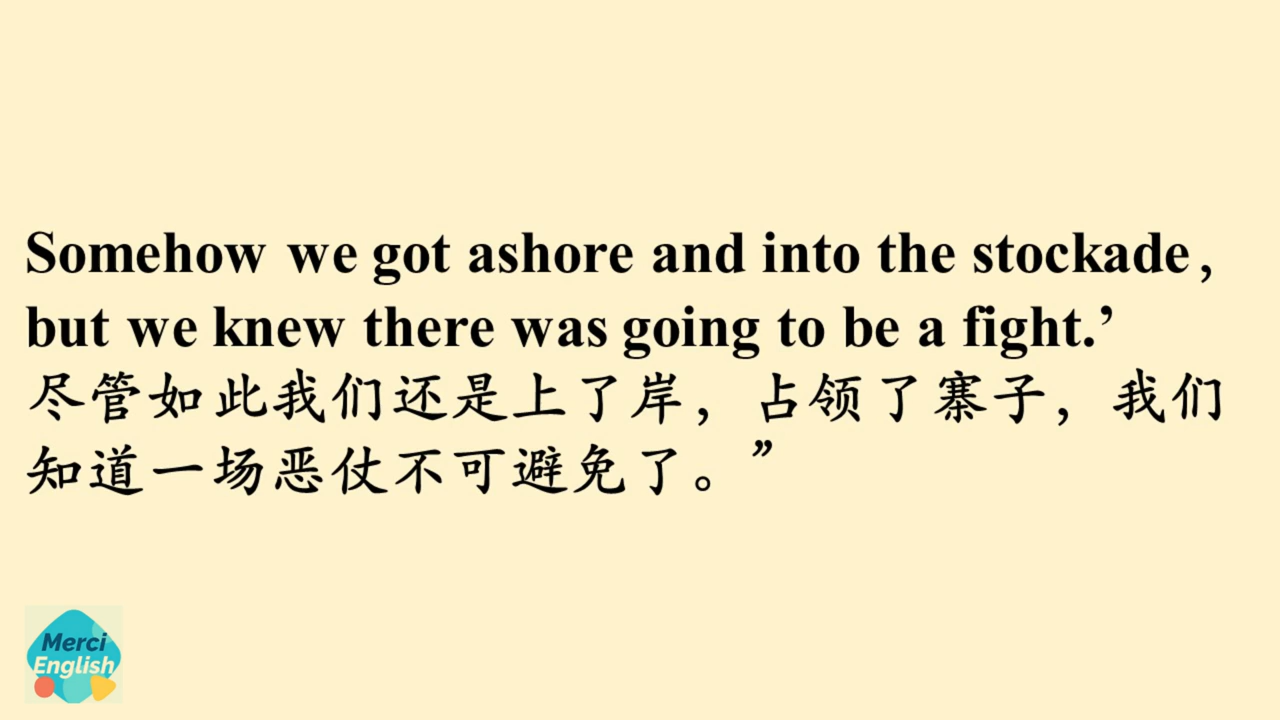 Somehow we got ashore and into the stockade,
but we knew there was going to be a fight.’
尽管如此我们还是上了岸，占领了寨子，我们
知道一场恶仗不可避免了。”
Merci
English